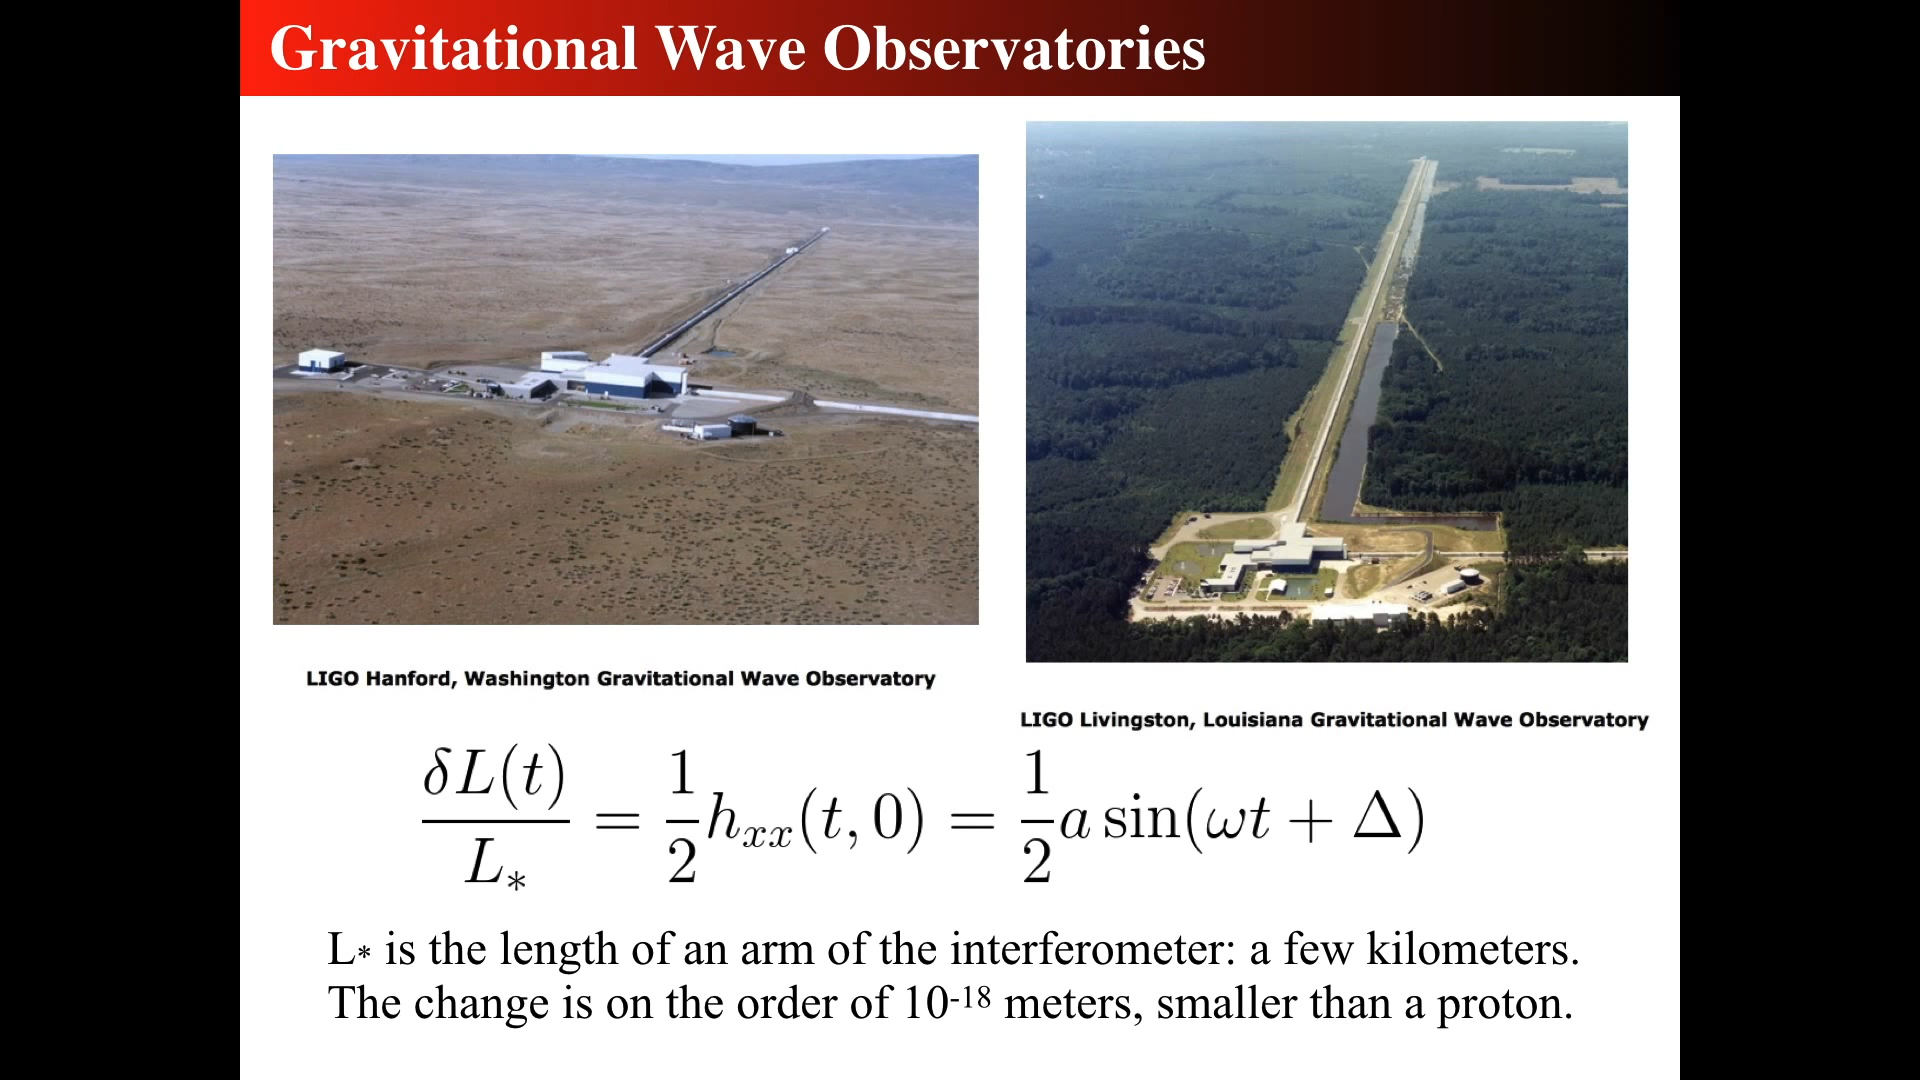 Gravitational Wave Observatories
LIGO Hanford, Washington Gravitational Wave Observatory
LIGO Livingston, Louisiana Gravitational Wave Observatory
δL(t)/L* = 1/2 hₓₓ(t, 0) = 1/2 a sin(ωt + Δ)
L* is the length of an arm of the interferometer: a few kilometers.
The change is on the order of 10⁻¹⁸ meters, smaller than a proton.